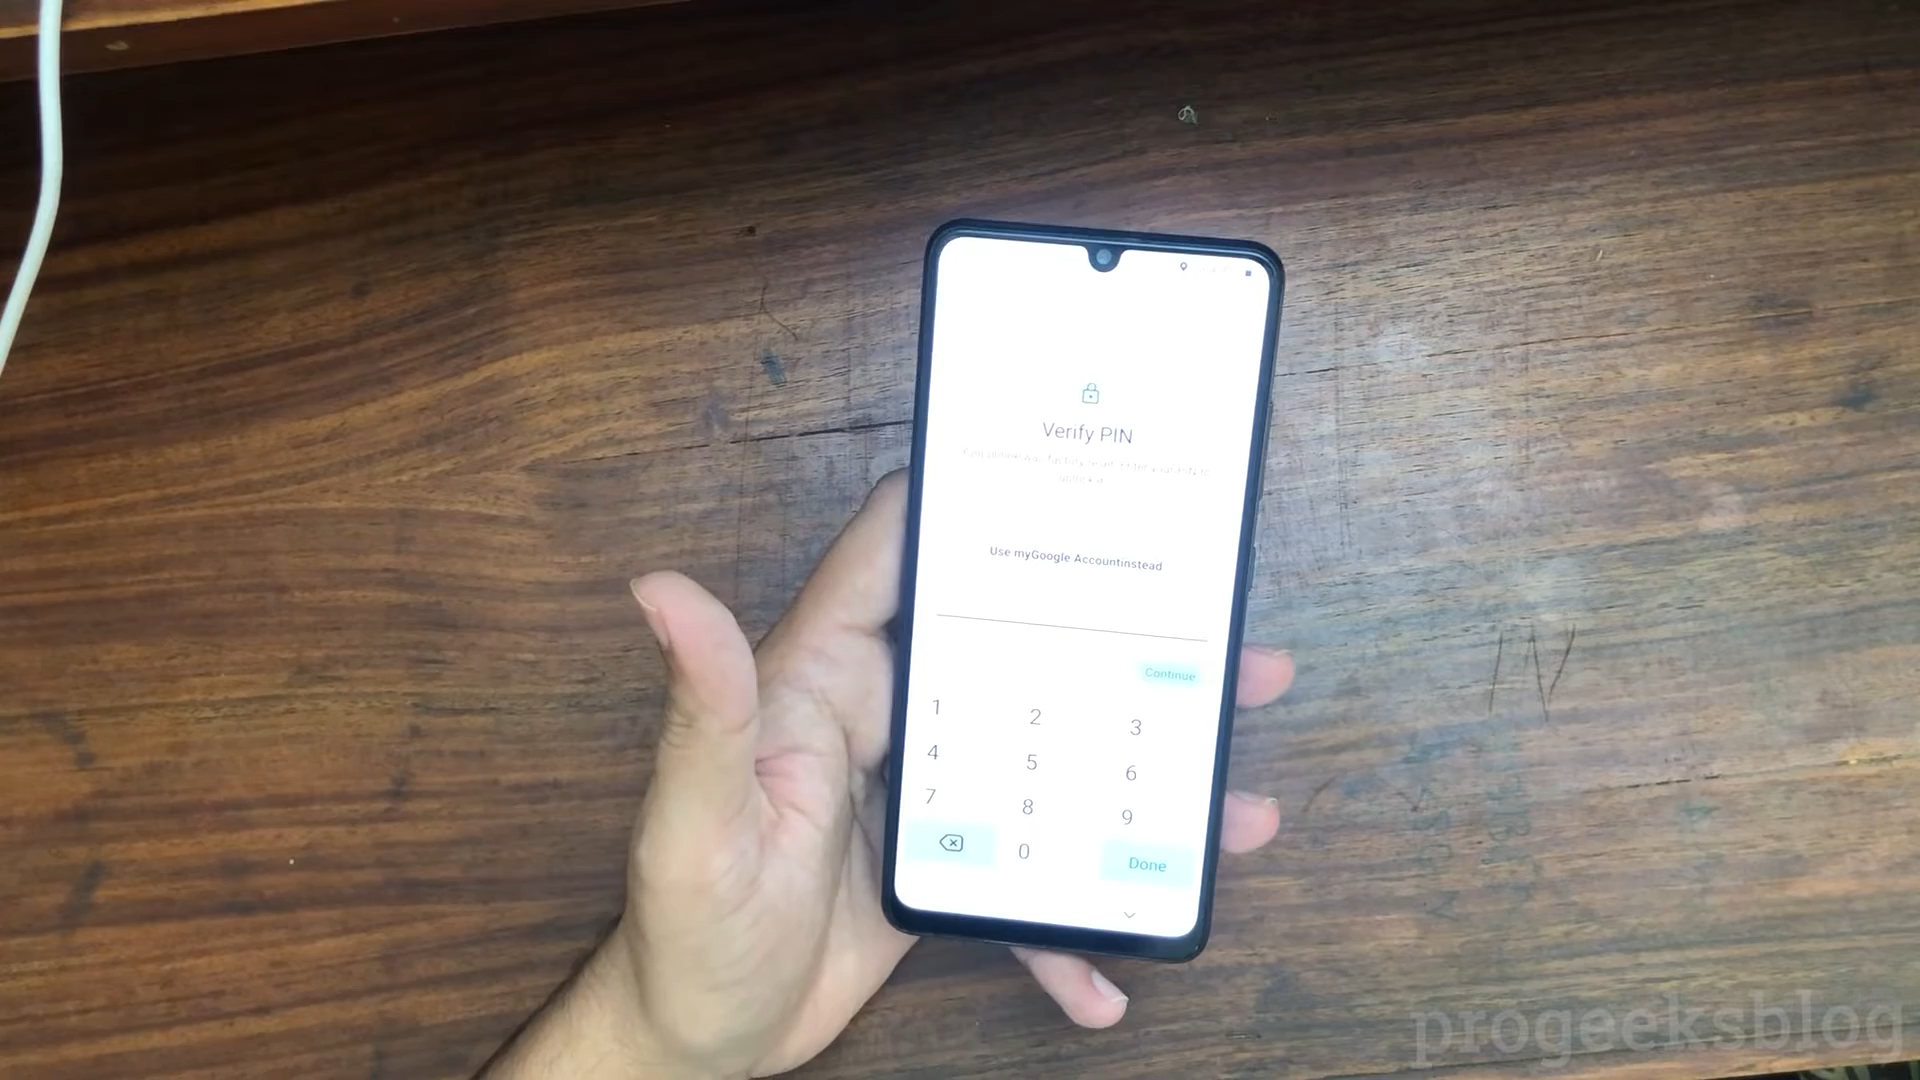 Verify PIN
Use myGoogle Accountinstead
Continue
1 2 3
4 5 6
7 8 9
0 Done
progeeksblog